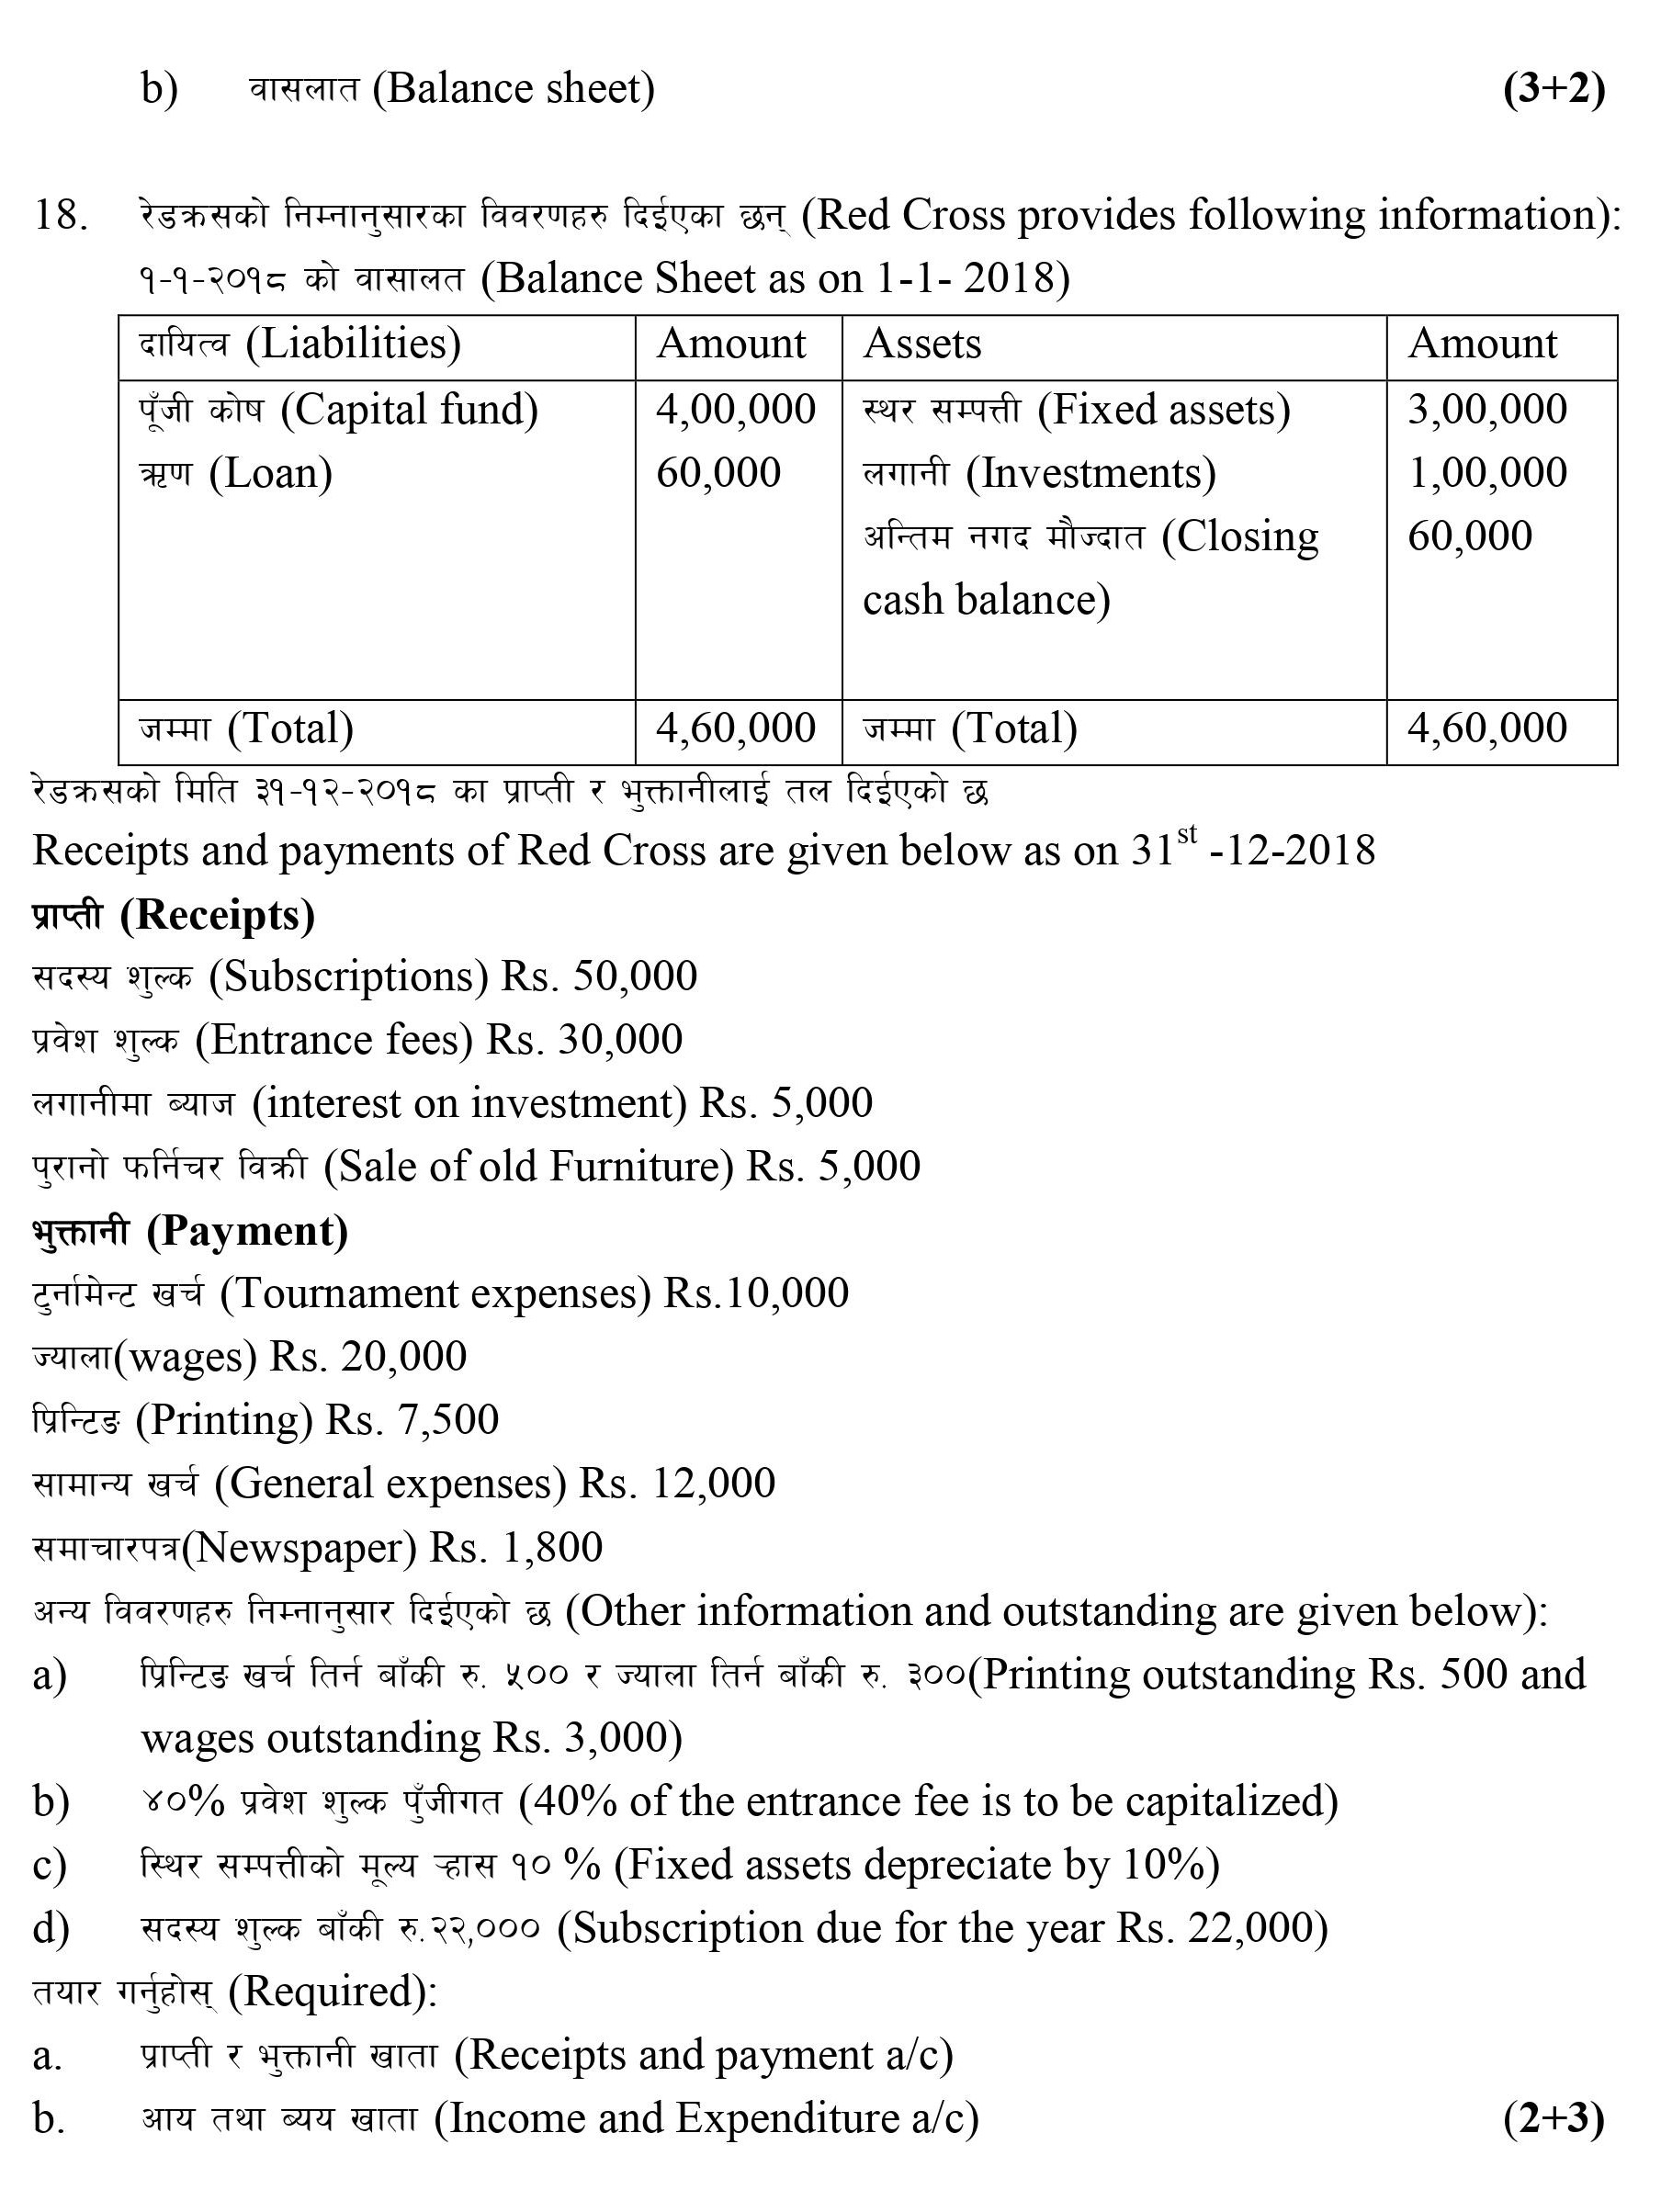 b) वासलात (Balance sheet) (3+2)
18. रेडक्रसको निम्नानुसारका विवरणहरु दिईएका छन् (Red Cross provides following information):
१-१-२०१८ को वासालत (Balance Sheet as on 1-1- 2018)
दायित्व (Liabilities) Amount Assets Amount
पूँजी कोष (Capital fund) 4,00,000 स्थर सम्पत्ती (Fixed assets) 3,00,000
ऋण (Loan) 60,000 लगानी (Investments) 1,00,000
अन्तिम नगद मौज्दात (Closing 60,000
cash balance)
जम्मा (Total) 4,60,000 जम्मा (Total) 4,60,000
रेडक्रसको मिति ३१-१२-२०१८ का प्राप्ती र भुक्तानीलाई तल दिईएको छ
Receipts and payments of Red Cross are given below as on 31st -12-2018
प्राप्ती (Receipts)
सदस्य शुल्क (Subscriptions) Rs. 50,000
प्रवेश शुल्क (Entrance fees) Rs. 30,000
लगानीमा ब्याज (interest on investment) Rs. 5,000
पुरानो फर्निचर विक्री (Sale of old Furniture) Rs. 5,000
भुक्तानी (Payment)
टुर्नामेन्ट खर्च (Tournament expenses) Rs.10,000
ज्याला(wages) Rs. 20,000
प्रिन्टिङ (Printing) Rs. 7,500
सामान्य खर्च (General expenses) Rs. 12,000
समाचारपत्र(Newspaper) Rs. 1,800
अन्य विवरणहरु निम्नानुसार दिईएको छ (Other information and outstanding are given below):
a) प्रिन्टिङ खर्च तिर्न बाँकी रु. ५०० र ज्याला तिर्न बाँकी रु. ३००(Printing outstanding Rs. 500 and
wages outstanding Rs. 3,000)
b) ४०% प्रवेश शुल्क पुँजीगत (40% of the entrance fee is to be capitalized)
c) स्थिर सम्पत्तीको मूल्य ऱ्हास १० % (Fixed assets depreciate by 10%)
d) सदस्य शुल्क बाँकी रु.२२,००० (Subscription due for the year Rs. 22,000)
तयार गर्नुहोस् (Required):
a. प्राप्ती र भुक्तानी खाता (Receipts and payment a/c)
b. आय तथा ब्यय खाता (Income and Expenditure a/c) (2+3)